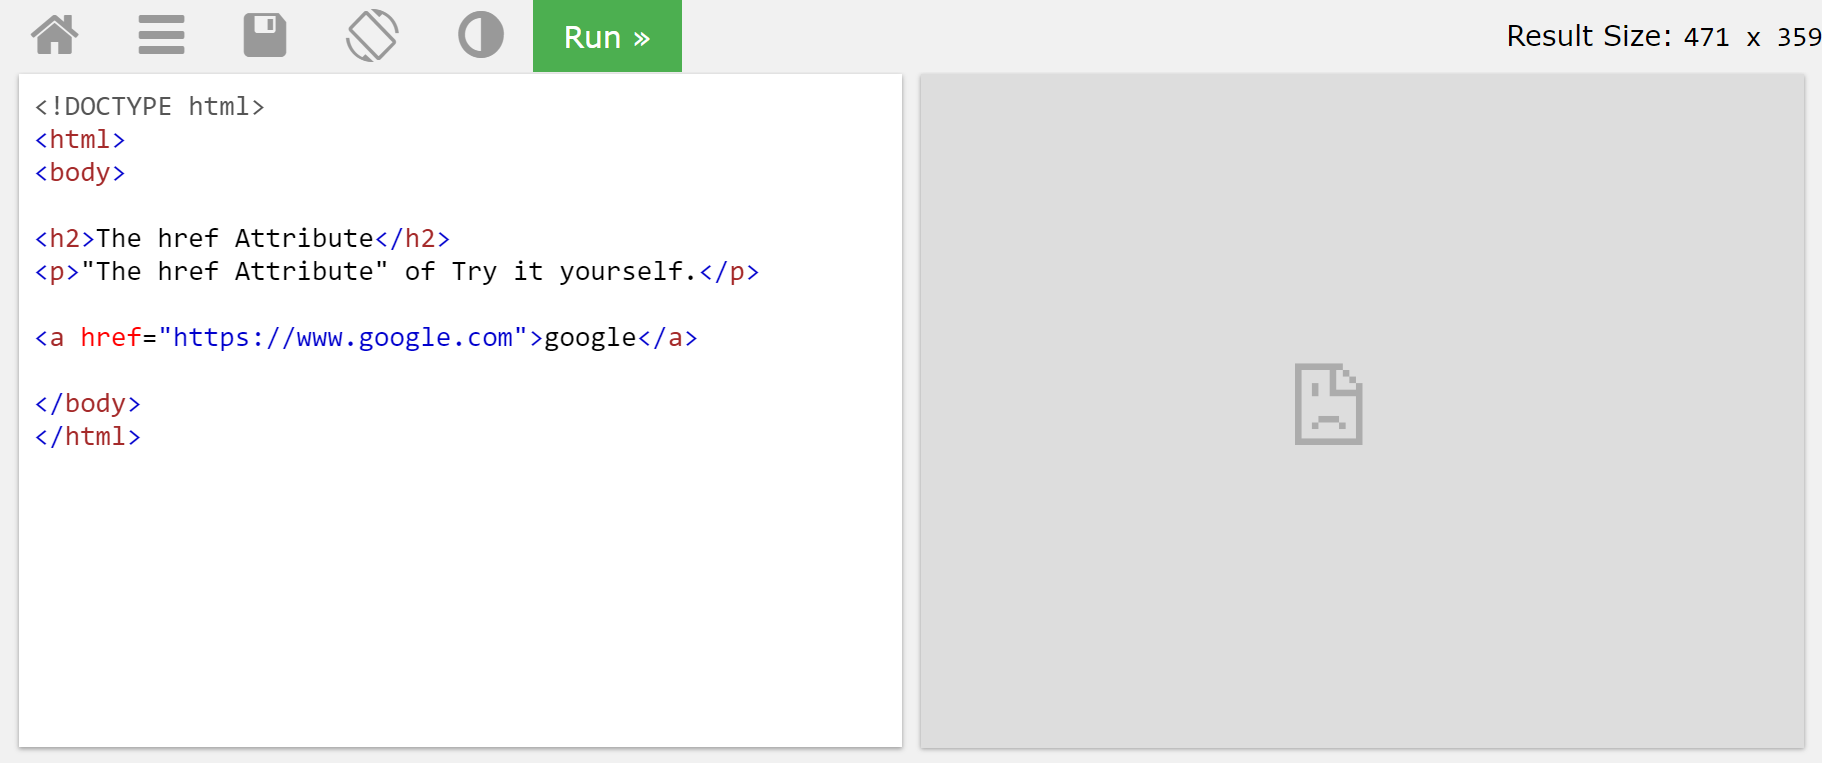 Run »
Result Size: 471 x 359
<!DOCTYPE html>
<html>
<body>
<h2>The href Attribute</h2>
<p>"The href Attribute" of Try it yourself.</p>
<a href="https://www.google.com">google</a>
</body>
</html>